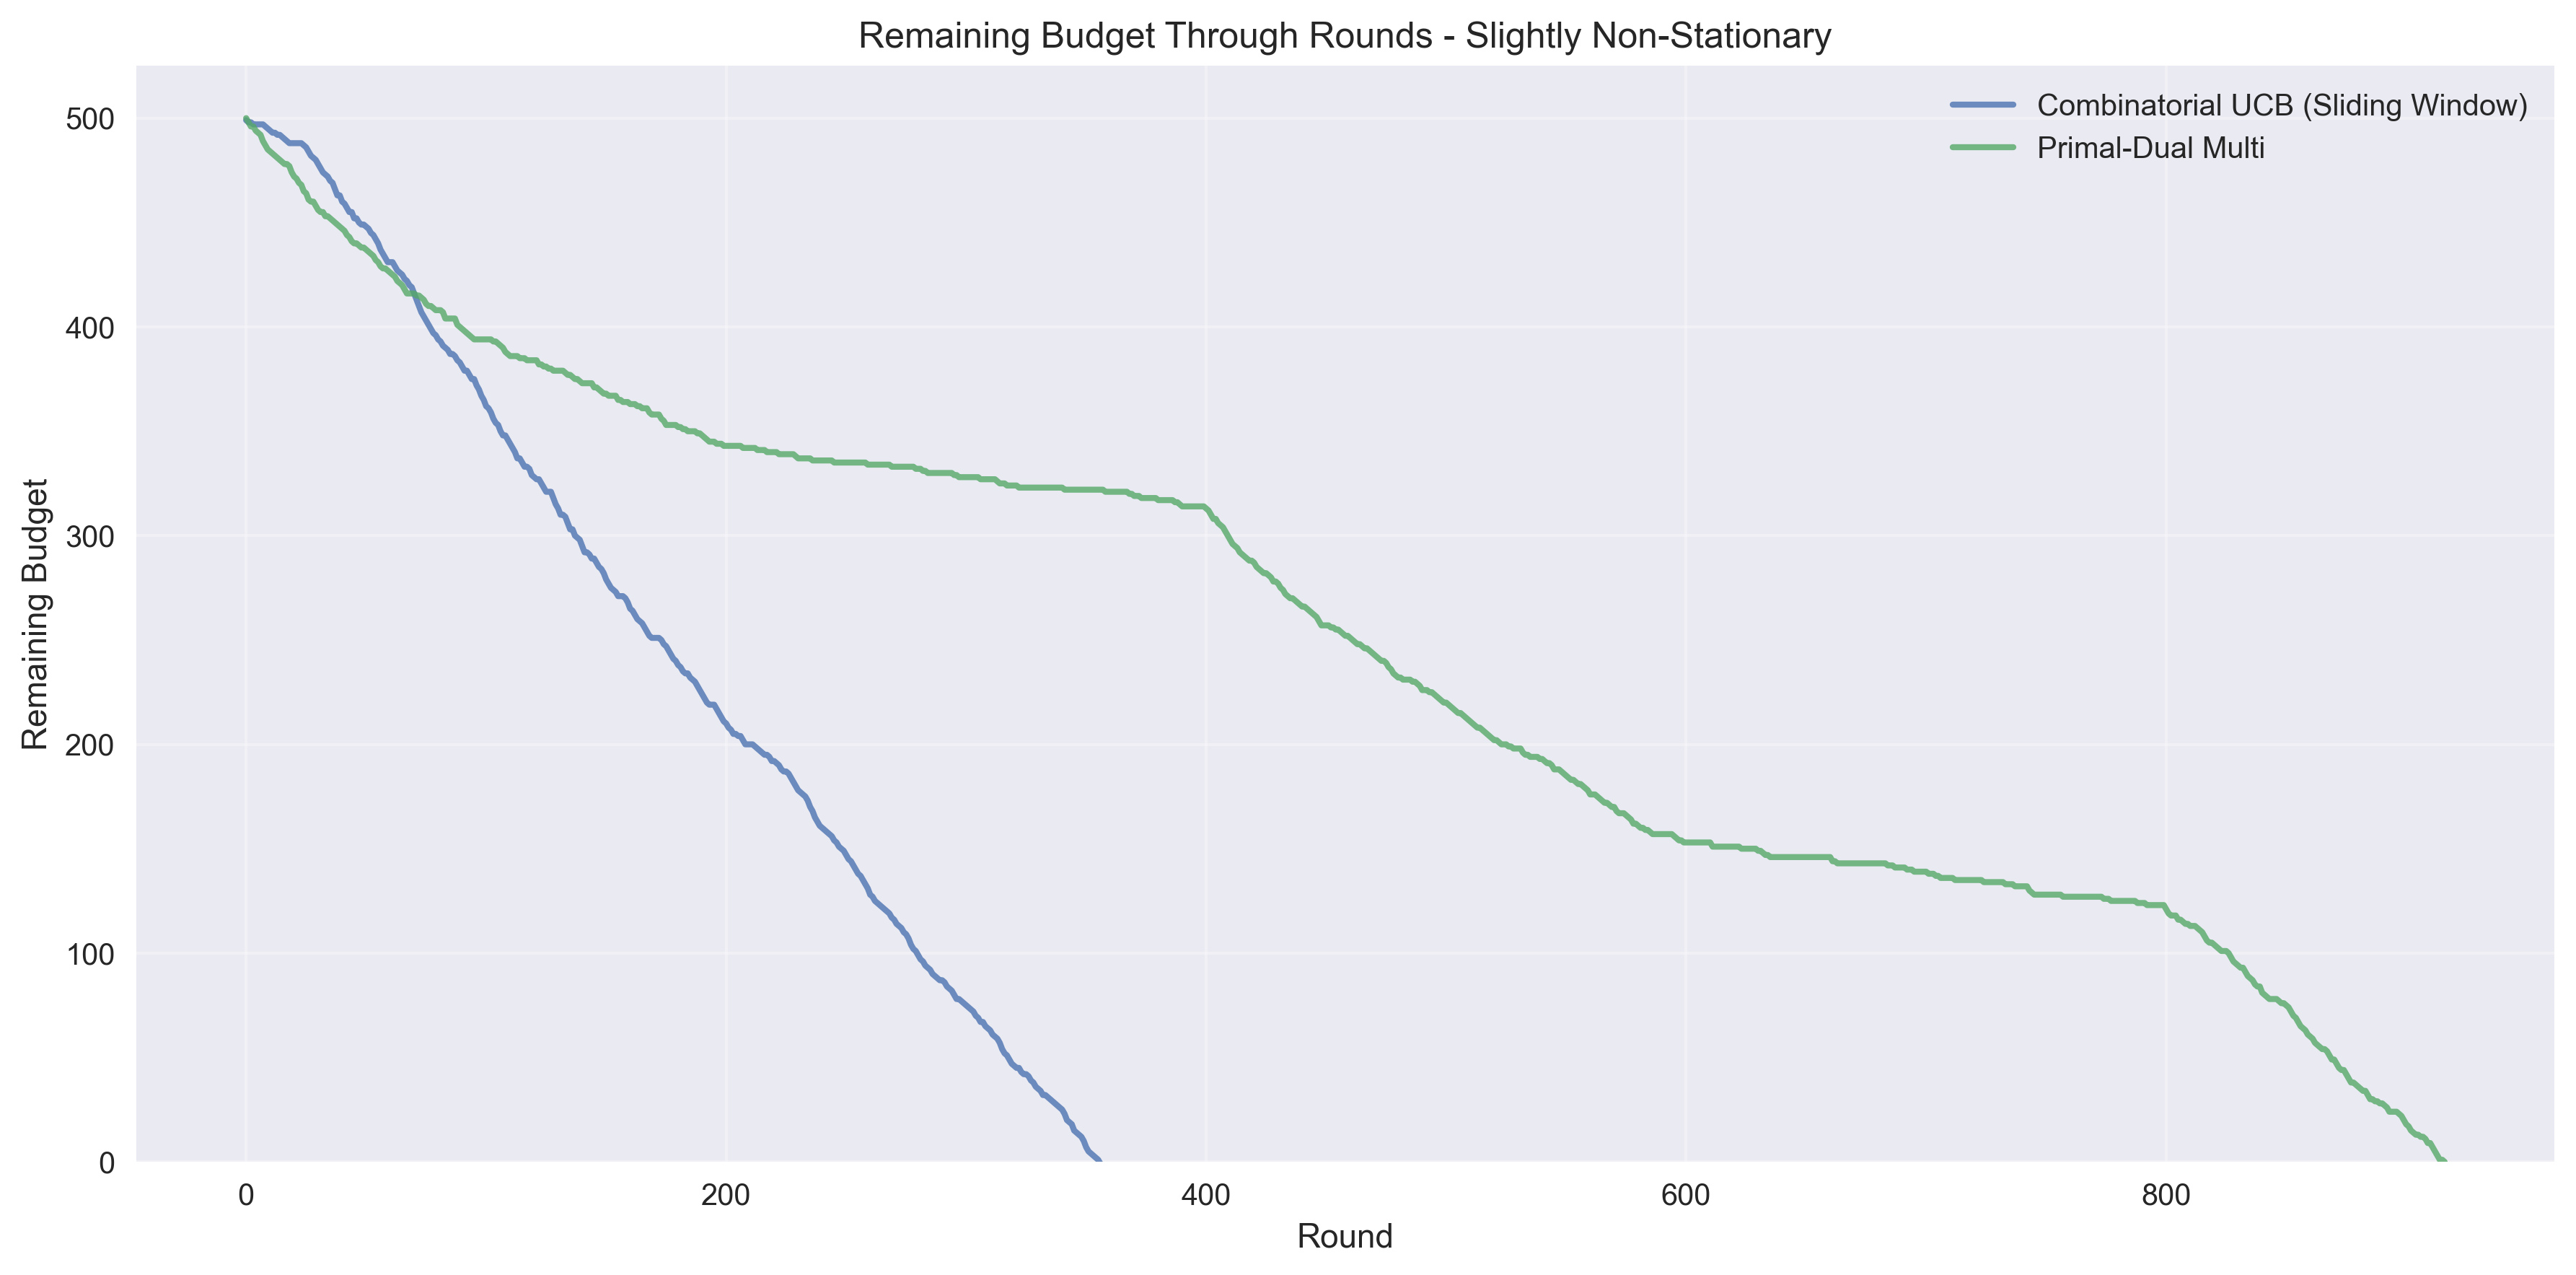 Remaining Budget Through Rounds - Slightly Non-Stationary
Combinatorial UCB (Sliding Window)
Primal-Dual Multi
Remaining Budget
500
400
300
200
100
0
0 200 400 600 800
Round